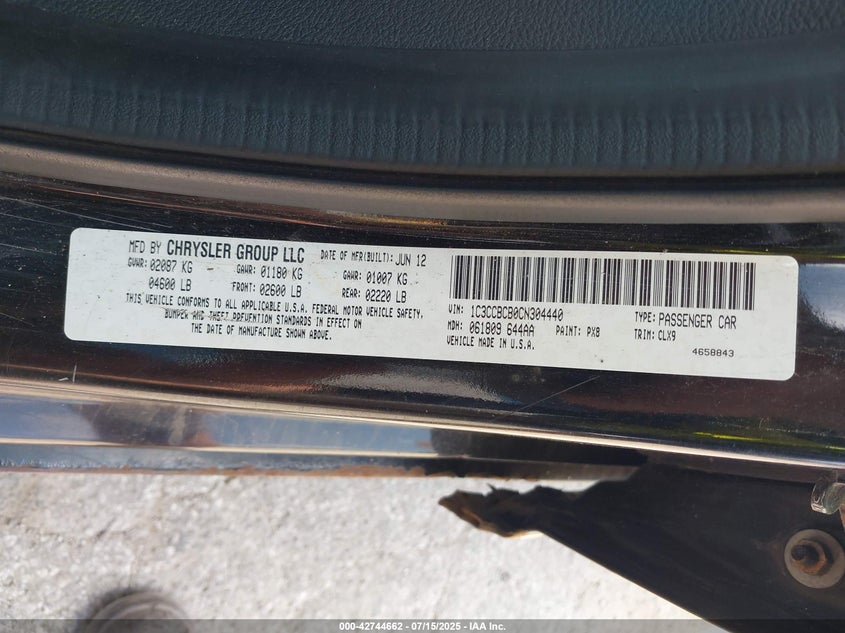 MFD BY CHRYSLER GROUP LLC DATE OF MFR(BUILT): JUN 12
GVWR: 02087 KG GAWR: 01180 KG GAWR: 01007 KG
04600 LB FRONT: 02600 LB REAR: 02220 LB
THIS VEHICLE CONFORMS TO ALL APPLICABLE U.S.A. FEDERAL MOTOR VEHICLE SAFETY,
BUMPER AND THEFT PREVENTION STANDARDS IN EFFECT ON
THE DATE OF MANUFACTURE SHOWN ABOVE.
VIN: 1C3CCBCB0CN304440 TYPE: PASSENGER CAR
MDH: 061809 644AA PAINT: PX8 TRIM: CLX9
VEHICLE MADE IN U.S.A.
4658843
000-42744662 - 07/15/2025 - IAA Inc.